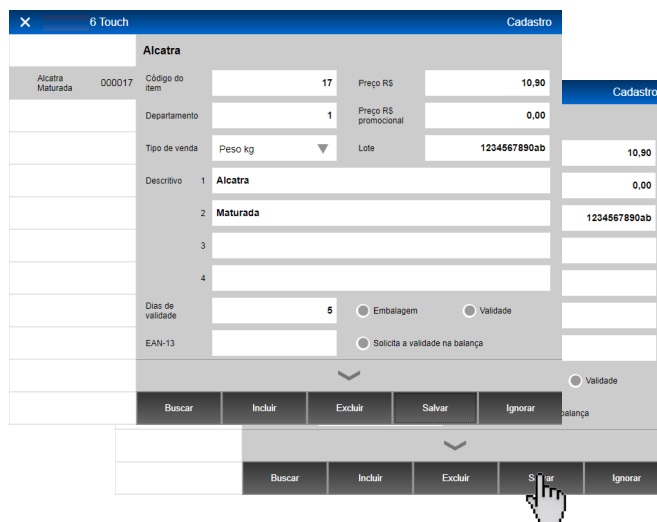 6 Touch Cadastro
Alcatra
Alcatra Maturada 000017
Código do item 17 Preço R$ 10,90
Departamento 1 Preço R$ promocional 0,00
Tipo de venda Peso kg Lote 1234567890ab
Descritivo 1 Alcatra
2 Maturada
3
4
Dias de validade 5 Embalagem Validade
EAN-13 Solicita a validade na balança
Buscar Incluir Excluir Salvar Ignorar
Cadastro
10,90
0,00
1234567890ab
Validade
balança
Buscar Incluir Excluir Ignorar